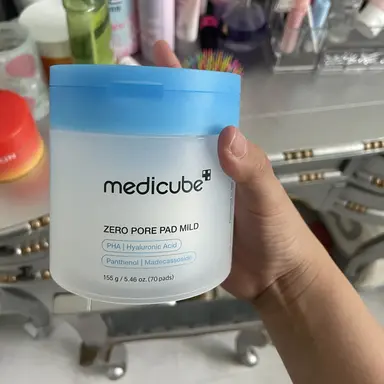 medicube
ZERO PORE PAD MILD
PHA | Hyaluronic Acid
Panthenol | Madecassoside
155 g / 5.46 oz. (70 pads)